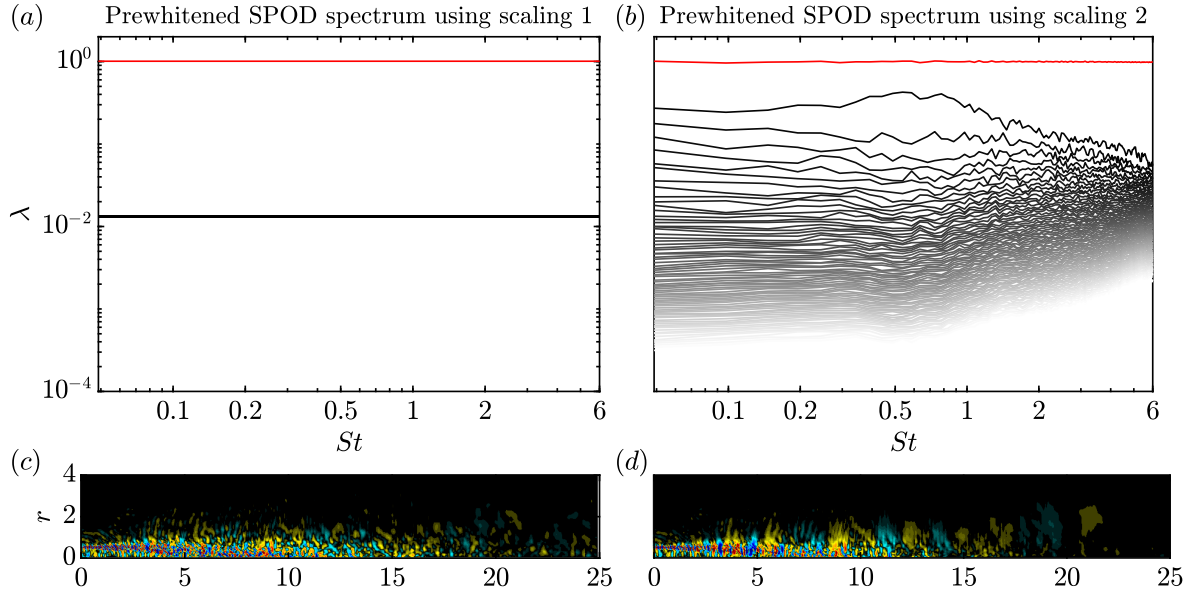 (a) Prewhitened SPOD spectrum using scaling 1
(b) Prewhitened SPOD spectrum using scaling 2
10^0
λ
10^-2
10^-4
0.1 0.2 0.5 1 2 6
St
0.1 0.2 0.5 1 2 6
St
(c)
(d)
4
r
2
0
0 5 10 15 20 25
0 5 10 15 20 25